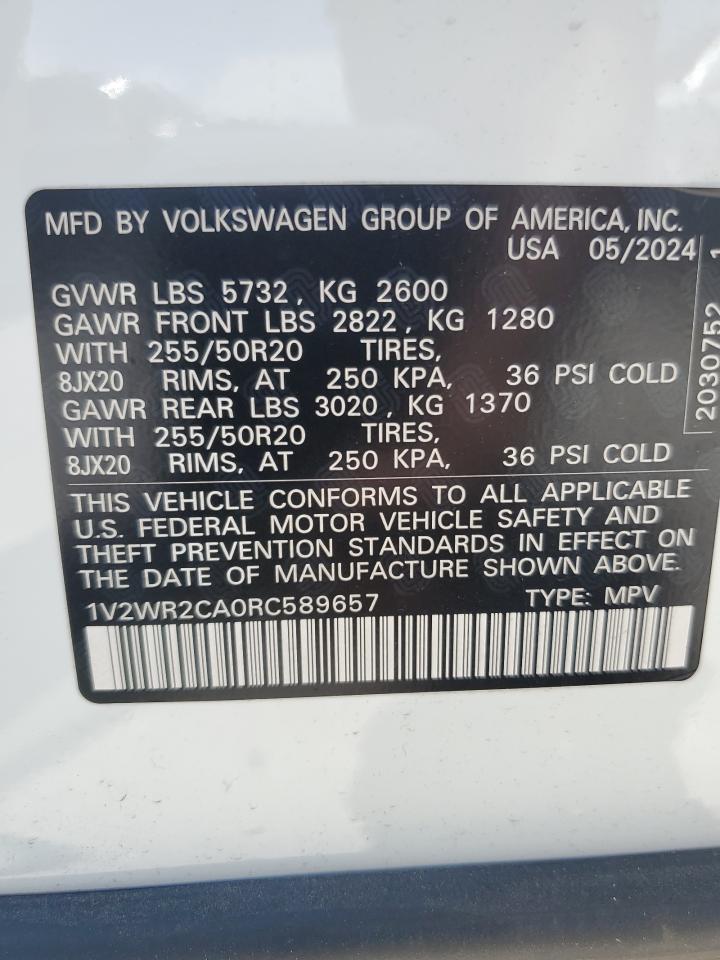 MFD BY VOLKSWAGEN GROUP OF AMERICA, INC.
USA 05/2024
GVWR LBS 5732, KG 2600
GAWR FRONT LBS 2822, KG 1280
WITH 255/50R20 TIRES,
8JX20 RIMS, AT 250 KPA, 36 PSI COLD
GAWR REAR LBS 3020, KG 1370
WITH 255/50R20 TIRES,
8JX20 RIMS, AT 250 KPA, 36 PSI COLD
THIS VEHICLE CONFORMS TO ALL APPLICABLE
U.S. FEDERAL MOTOR VEHICLE SAFETY AND
THEFT PREVENTION STANDARDS IN EFFECT ON
THE DATE OF MANUFACTURE SHOWN ABOVE.
1V2WR2CA0RC589657 TYPE: MPV
2030752 1